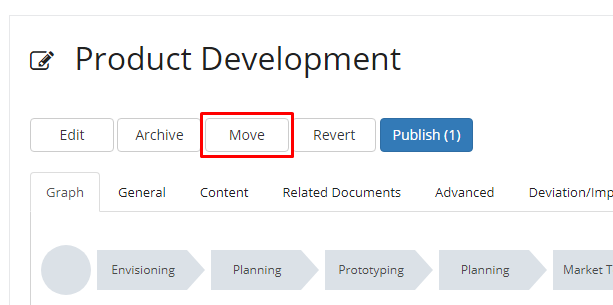 Product Development
Edit Archive Move Revert Publish (1)
Graph General Content Related Documents Advanced Deviation/Imp
Envisioning Planning Prototyping Planning Market T